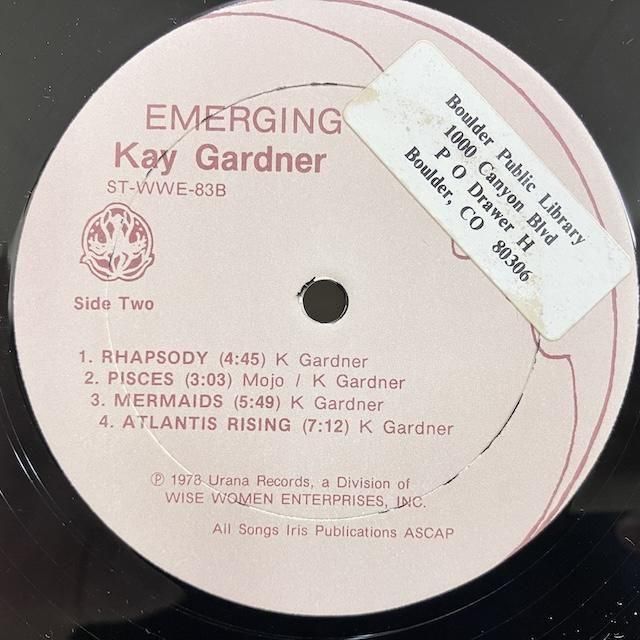 EMERGING
Kay Gardner
ST-WWE-83B
Side Two
1. RHAPSODY (4:45) K Gardner
2. PISCES (3:03) Mojo / K Gardner
3. MERMAIDS (5:49) K Gardner
4. ATLANTIS RISING (7:12) K Gardner
℗ 1978 Urana Records, a Division of
WISE WOMEN ENTERPRISES, INC.
All Songs Iris Publications ASCAP
Boulder Public Library
1000 Canyon Blvd
P O Drawer H
Boulder, CO 80306